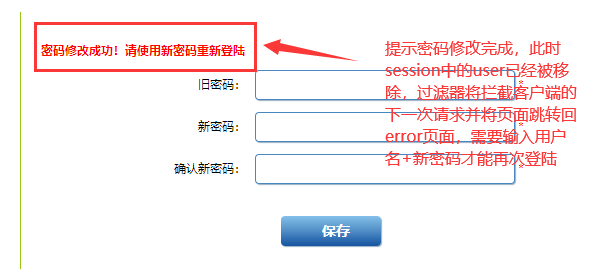 密码修改成功！请使用新密码重新登陆
提示密码修改完成，此时
session中的user已经被移
除，过滤器将拦截客户端的
下一次请求并将页面跳转回
error页面，需要输入用户
名+新密码才能再次登陆
旧密码：
*
新密码：
*
确认新密码：
*
保存